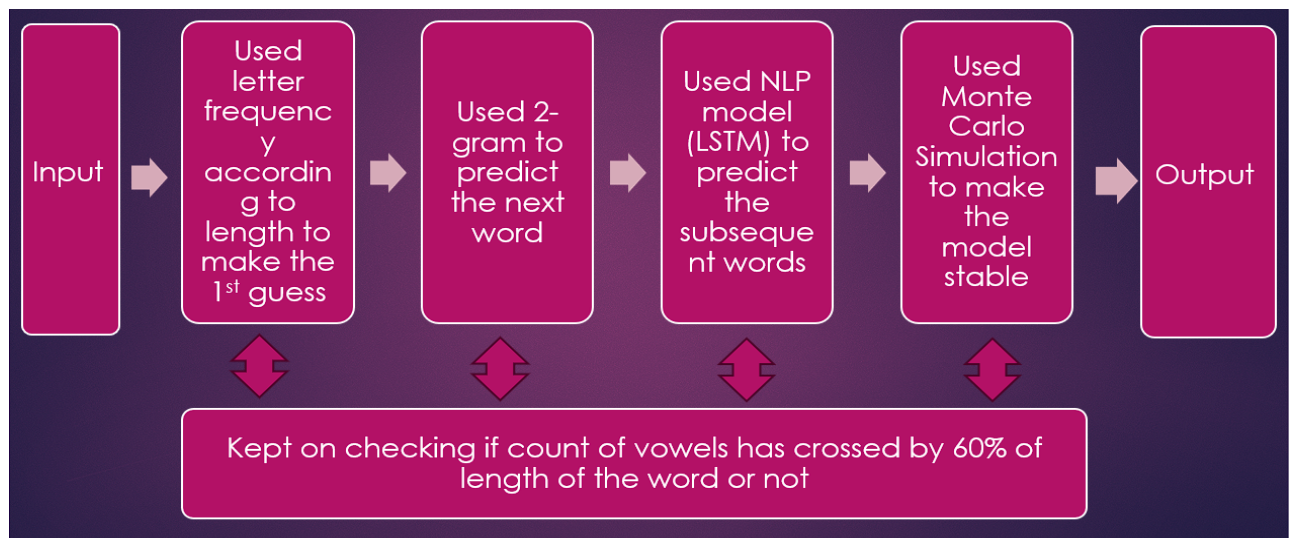 Input
Used
letter
frequenc
y
accordin
g to
length to
make the
1st guess
Used 2-
gram to
predict
the next
word
Used NLP
model
(LSTM) to
predict
the
subseque
nt words
Used
Monte
Carlo
Simulation
to make
the
model
stable
Output
Kept on checking if count of vowels has crossed by 60% of
length of the word or not